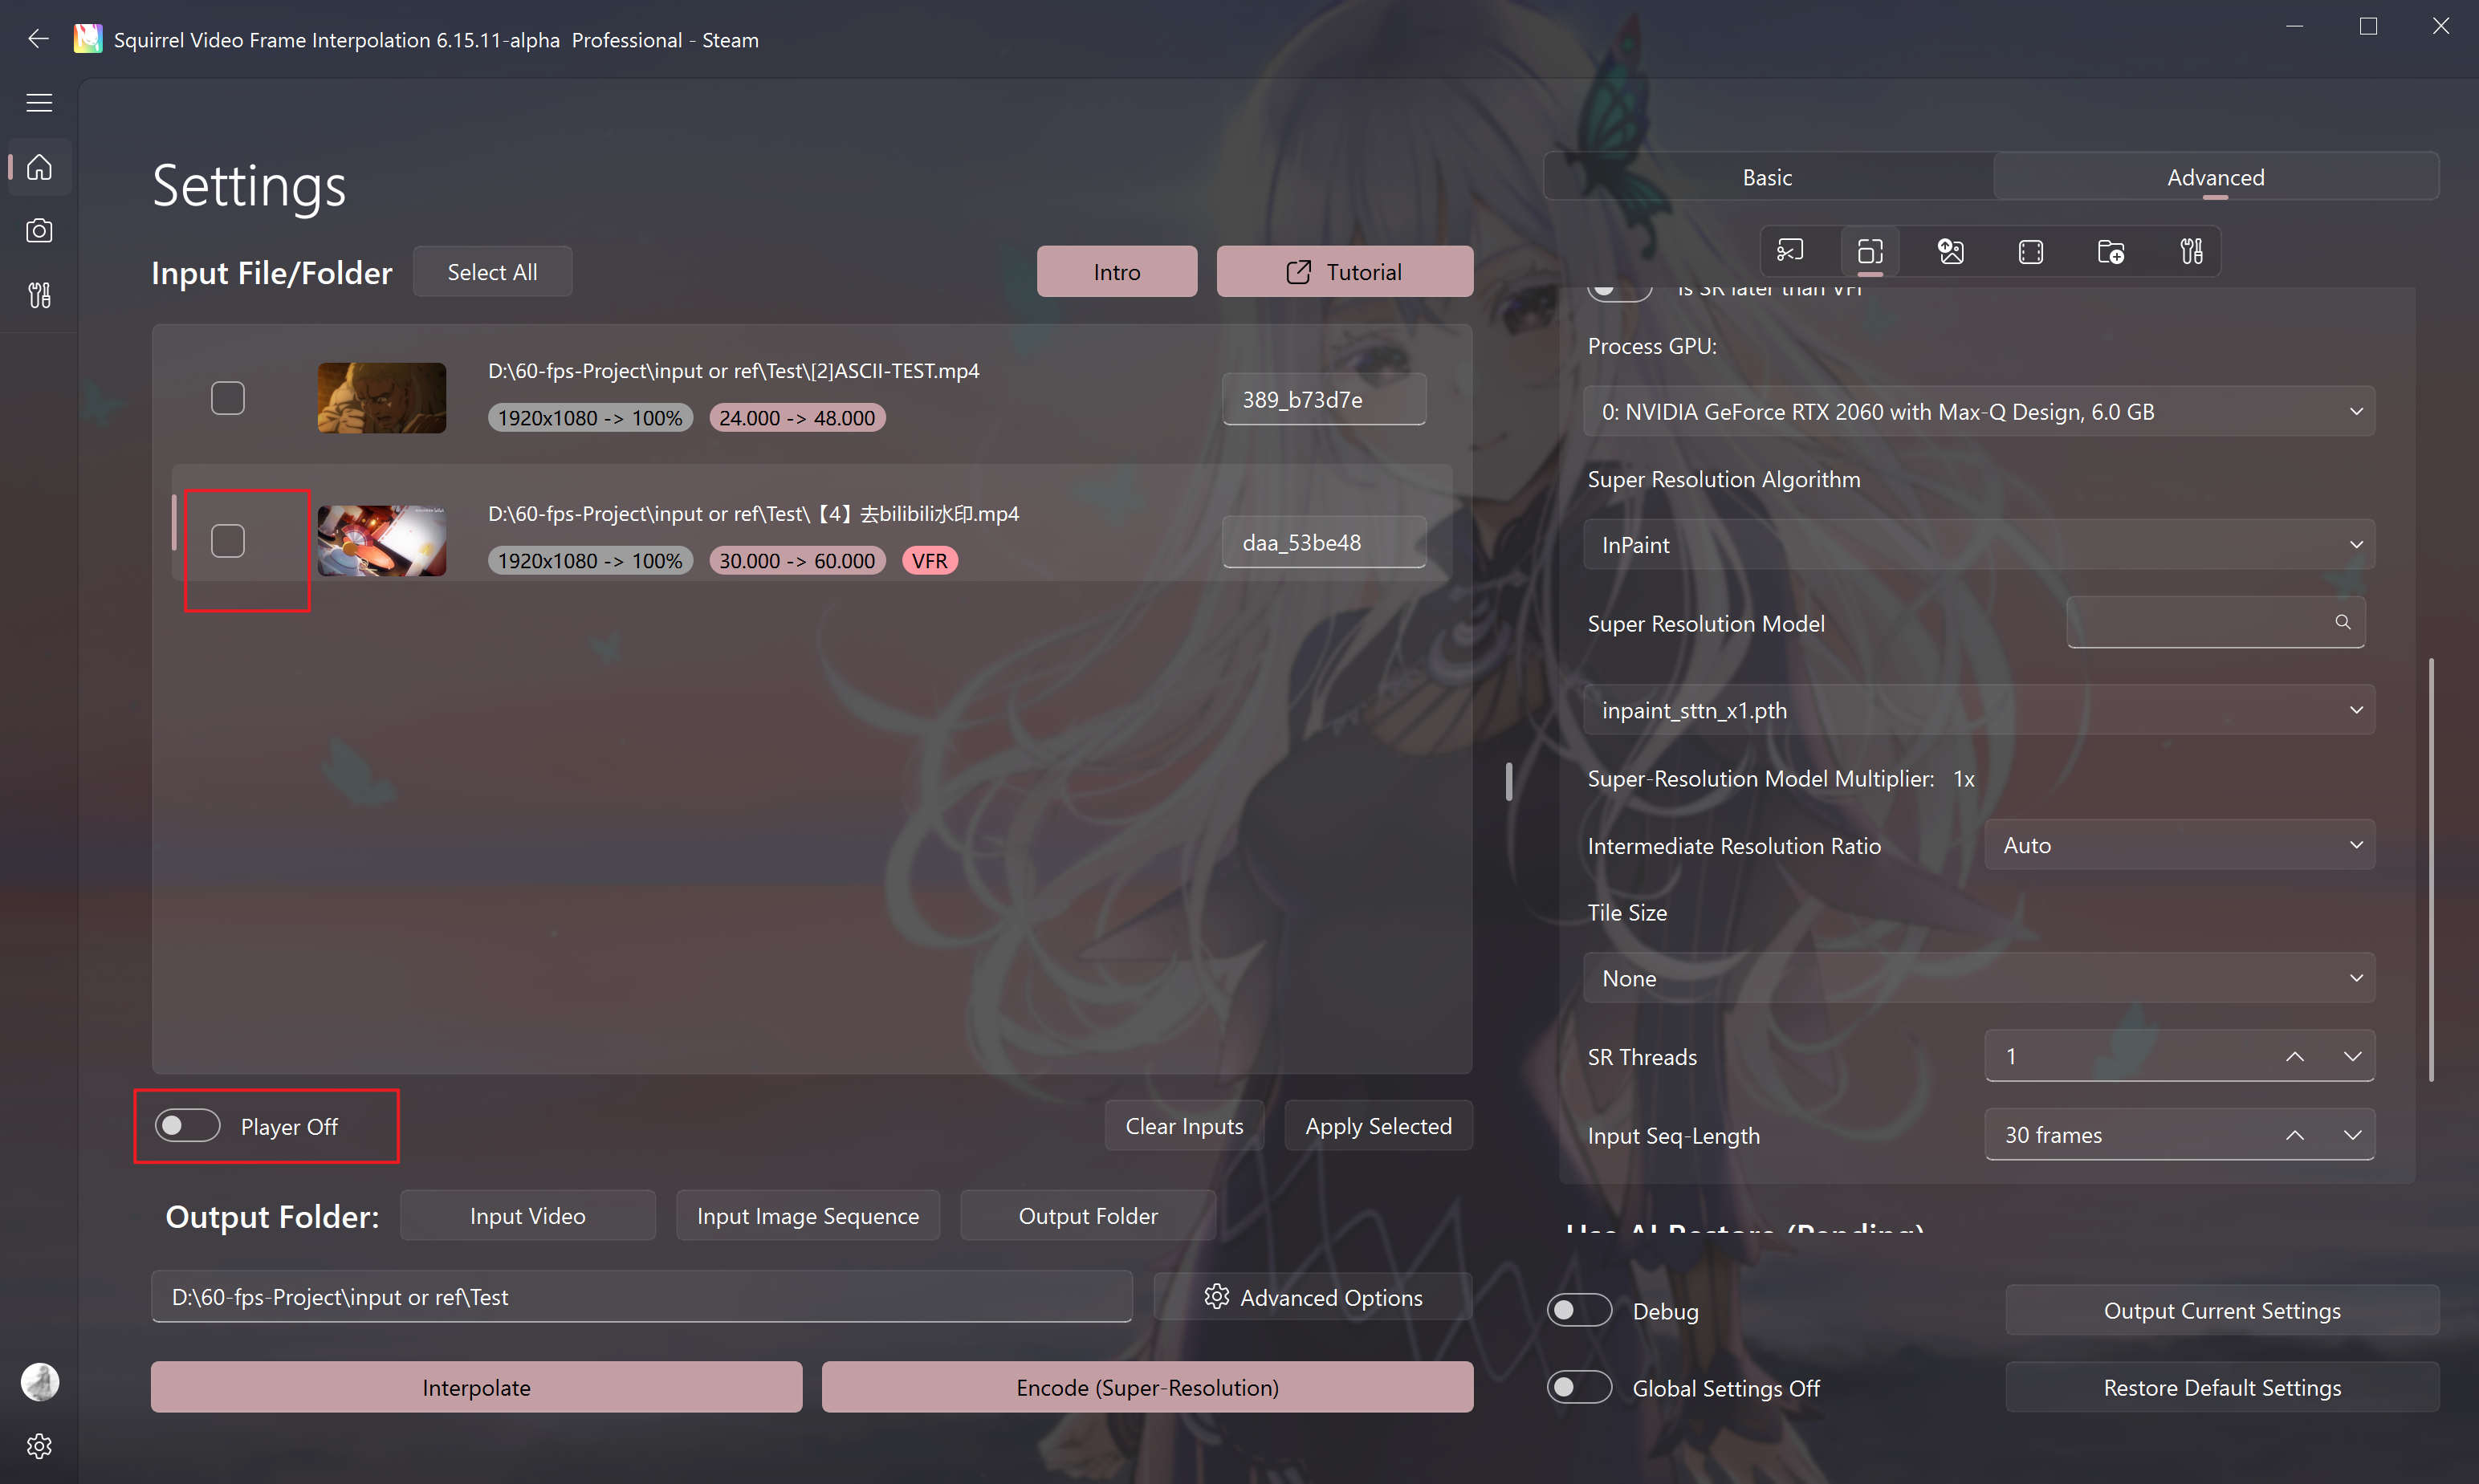 Squirrel Video Frame Interpolation 6.15.11-alpha  Professional - Steam
Settings
Input File/Folder
Select All
Intro
Tutorial
D:\60-fps-Project\input or ref\Test\[2]ASCII-TEST.mp4
1920x1080 -> 100%
24.000 -> 48.000
389_b73d7e
D:\60-fps-Project\input or ref\Test\【4】去bilibili水印.mp4
1920x1080 -> 100%
30.000 -> 60.000
VFR
daa_53be48
Player Off
Clear Inputs
Apply Selected
Output Folder:
Input Video
Input Image Sequence
Output Folder
D:\60-fps-Project\input or ref\Test
Advanced Options
Interpolate
Encode (Super-Resolution)
Basic
Advanced
Is SR later than VFI
Process GPU:
0: NVIDIA GeForce RTX 2060 with Max-Q Design, 6.0 GB
Super Resolution Algorithm
InPaint
Super Resolution Model
inpaint_sttn_x1.pth
Super-Resolution Model Multiplier:   1x
Intermediate Resolution Ratio
Auto
Tile Size
None
SR Threads
1
Input Seq-Length
30 frames
Use AI Restore (Pending)
Debug
Output Current Settings
Global Settings Off
Restore Default Settings